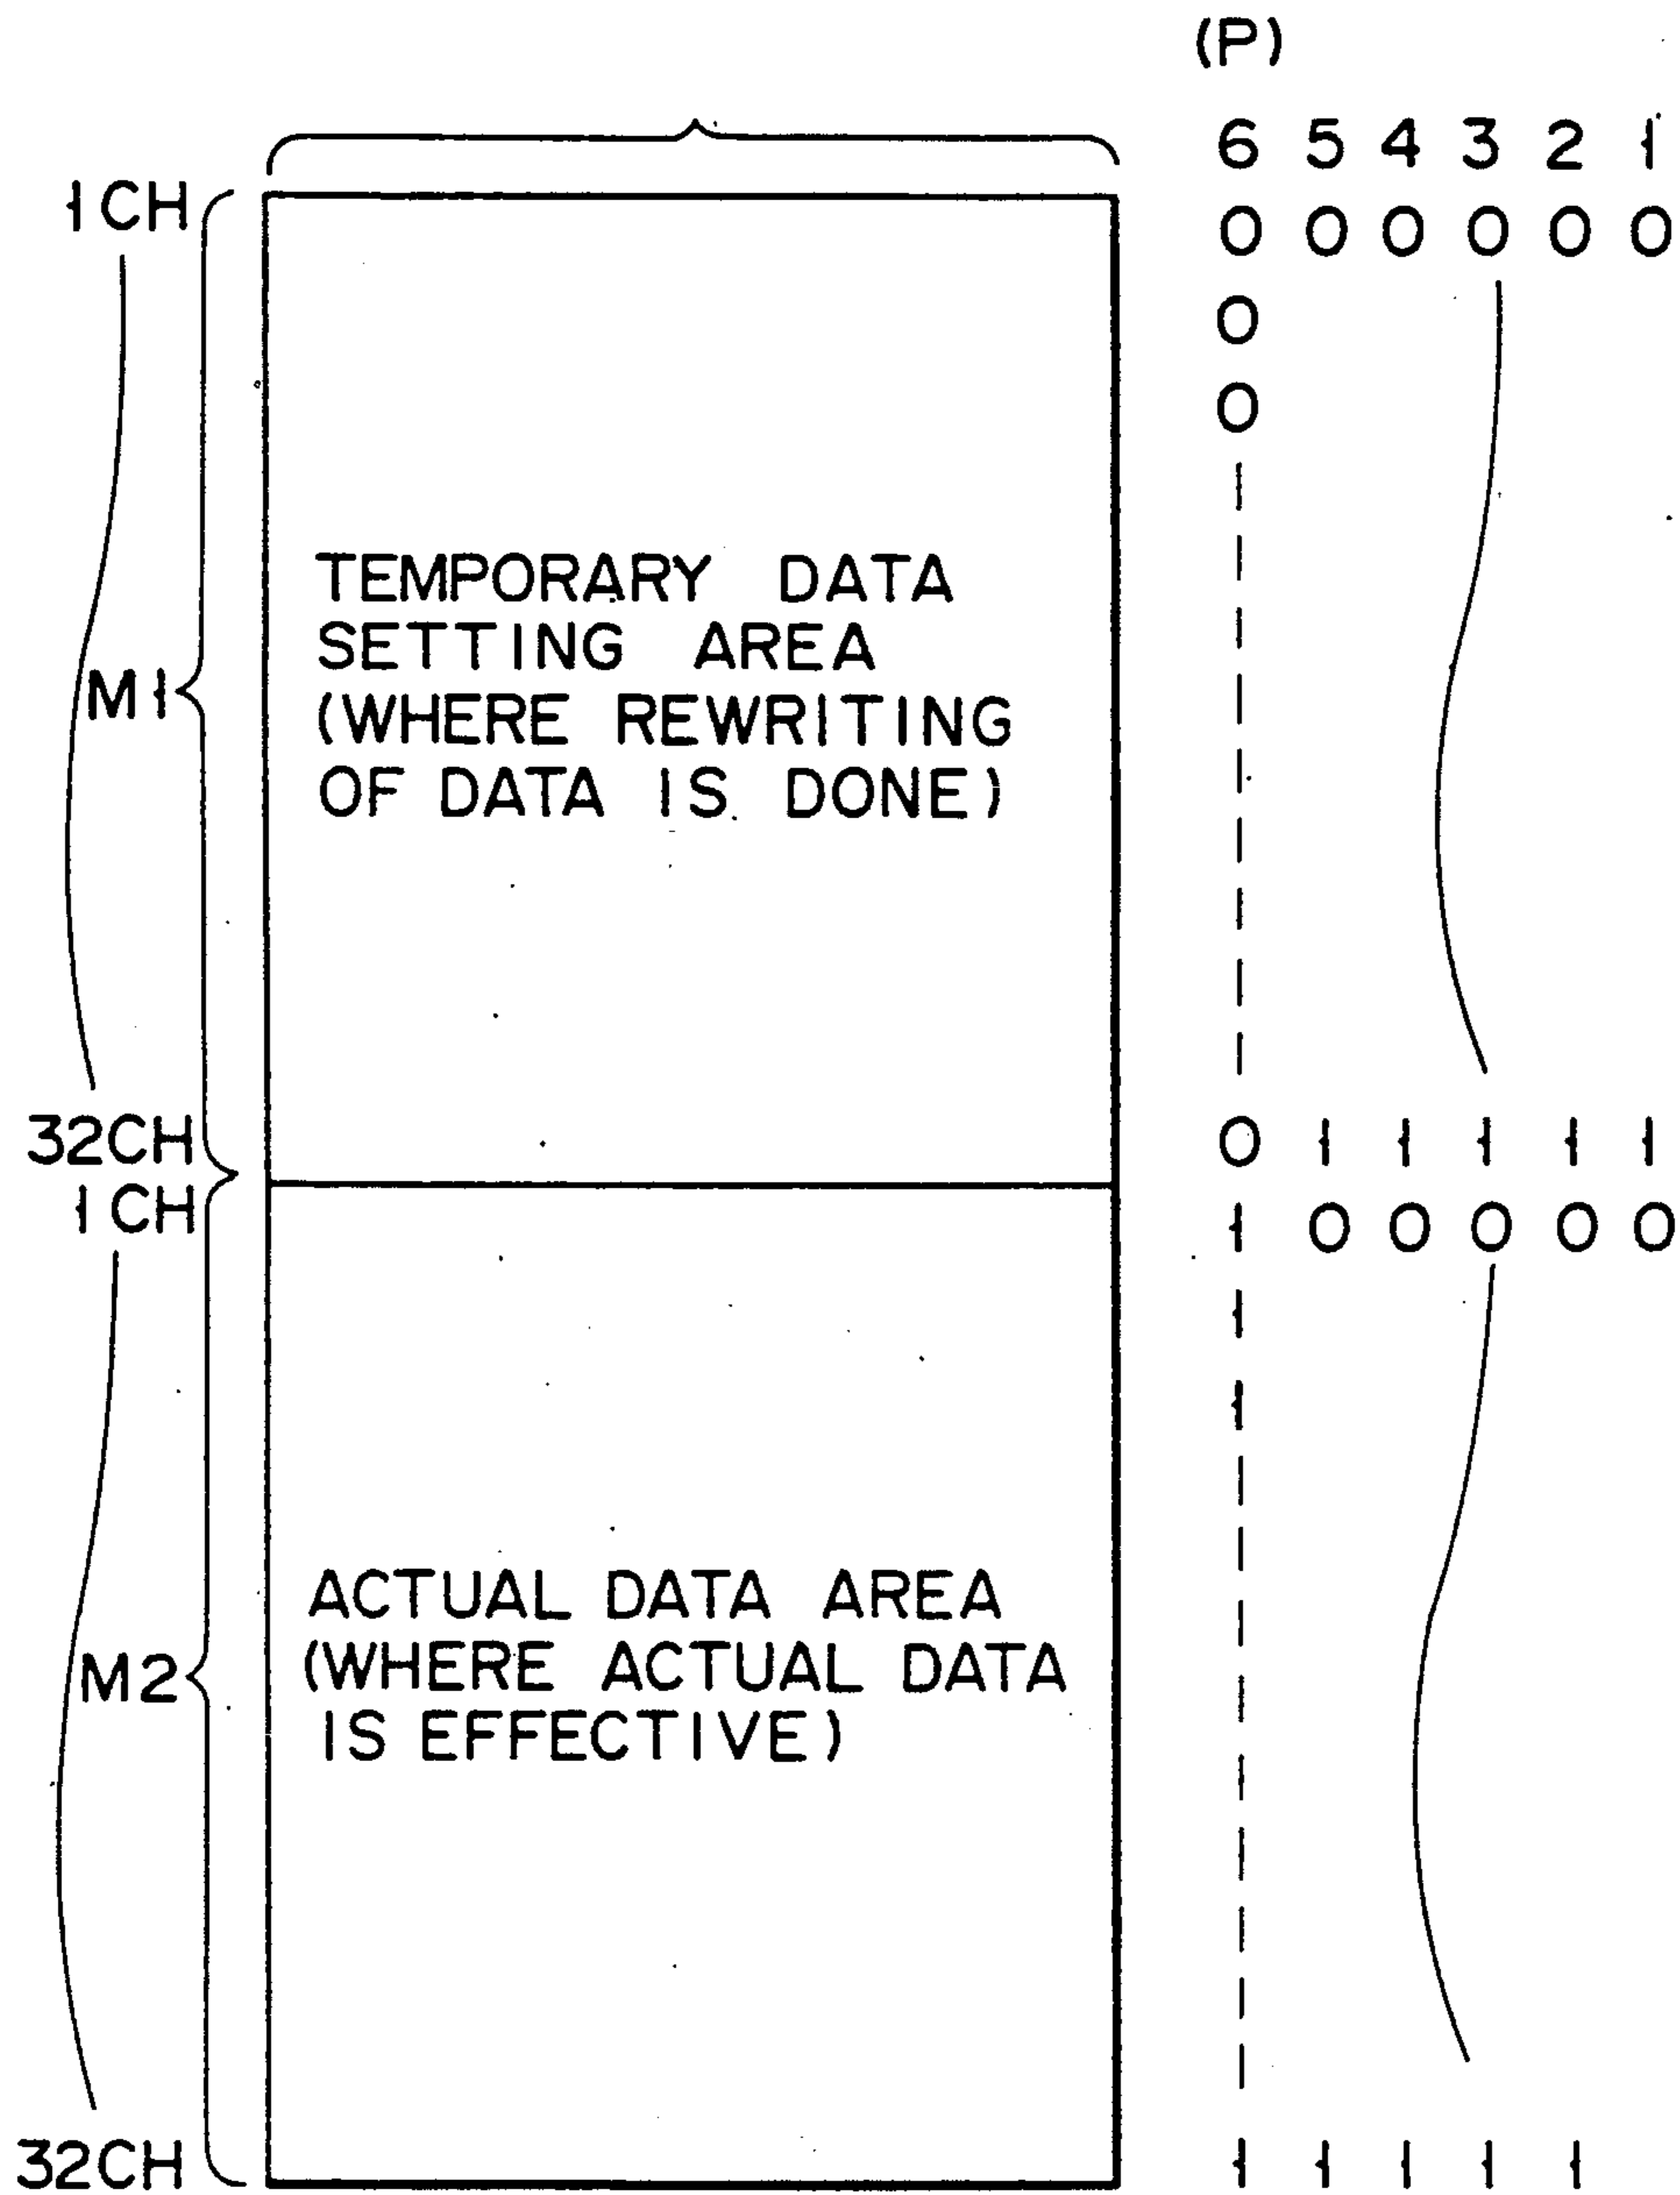 (P)
6 5 4 3 2 1
1CH 0 0 0 0 0 0
0
0
TEMPORARY DATA
SETTING AREA
M1 (WHERE REWRITING
OF DATA IS DONE)
32CH 0 1 1 1 1 1
1CH 1 0 0 0 0 0
1
1
ACTUAL DATA AREA
M2 (WHERE ACTUAL DATA
IS EFFECTIVE)
32CH 1 1 1 1 1